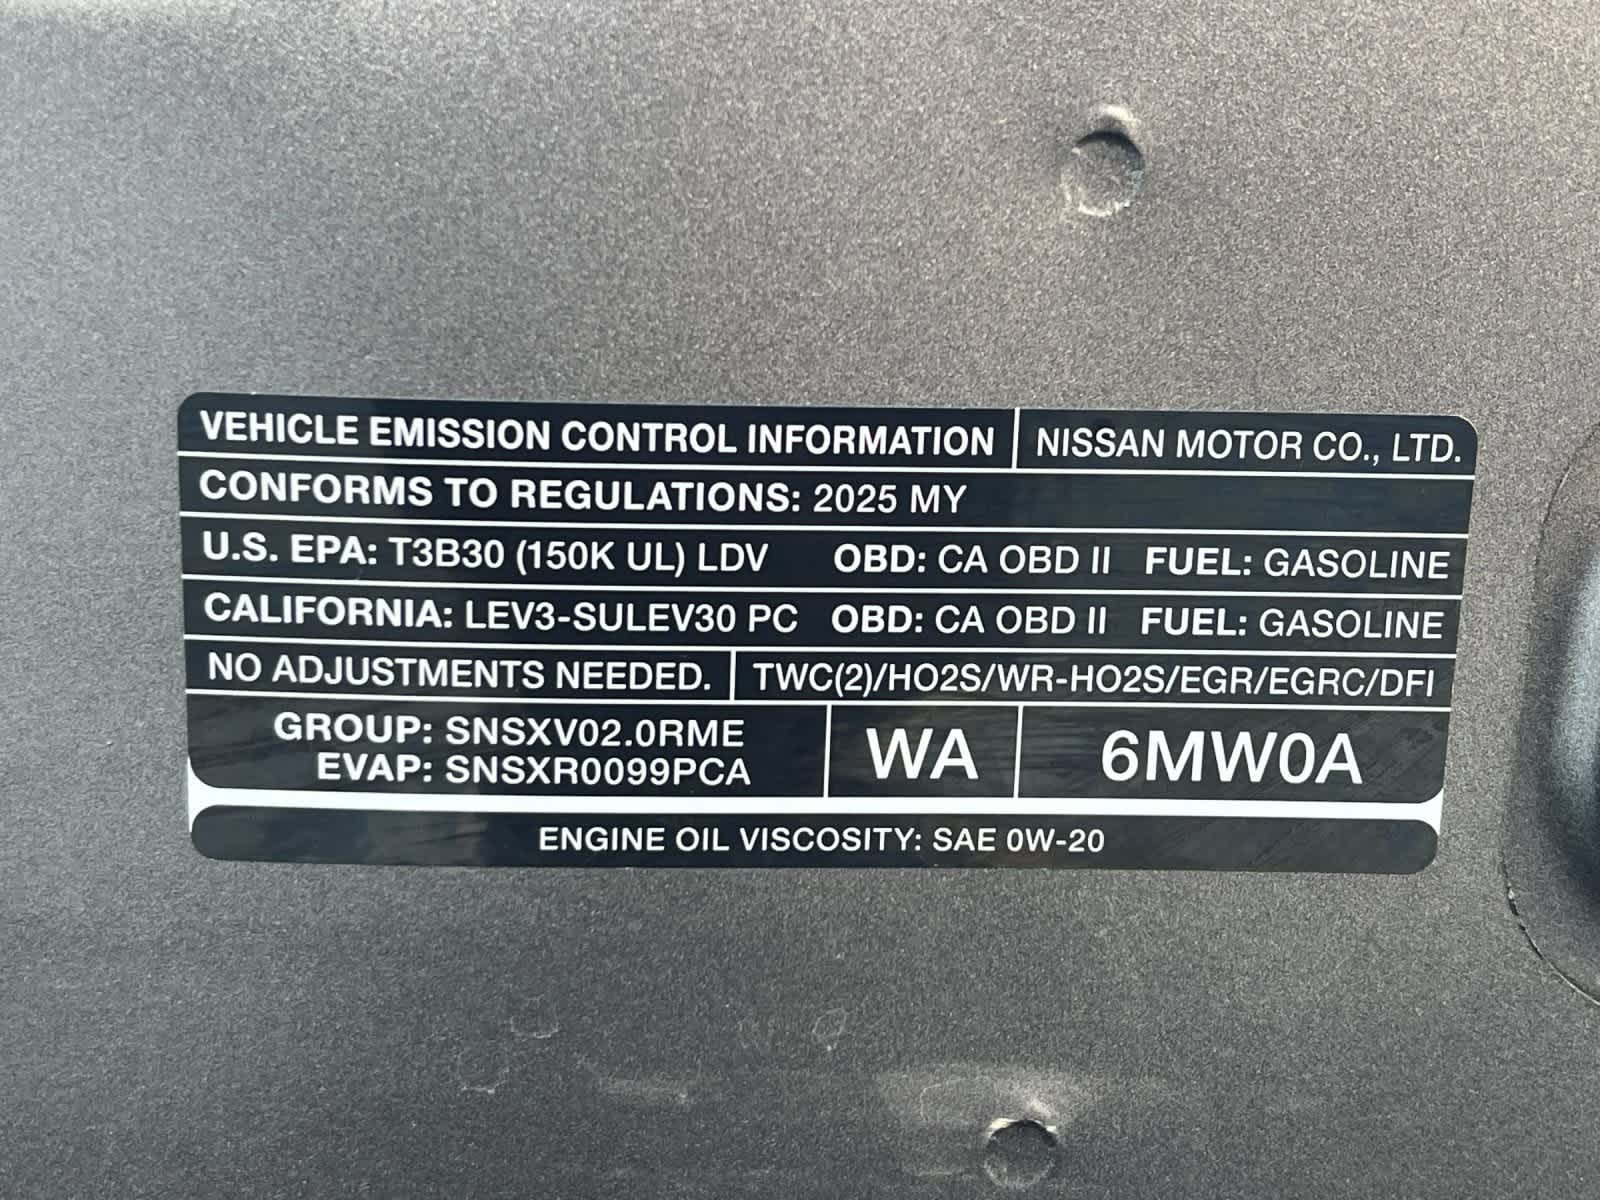 VEHICLE EMISSION CONTROL INFORMATION NISSAN MOTOR CO., LTD.
CONFORMS TO REGULATIONS: 2025 MY
U.S. EPA: T3B30 (150K UL) LDV OBD: CA OBD II FUEL: GASOLINE
CALIFORNIA: LEV3-SULEV30 PC OBD: CA OBD II FUEL: GASOLINE
NO ADJUSTMENTS NEEDED. TWC(2)/HO2S/WR-HO2S/EGR/EGRC/DFI
GROUP: SNSXV02.0RME
EVAP: SNSXR0099PCA
WA
6MW0A
ENGINE OIL VISCOSITY: SAE 0W-20